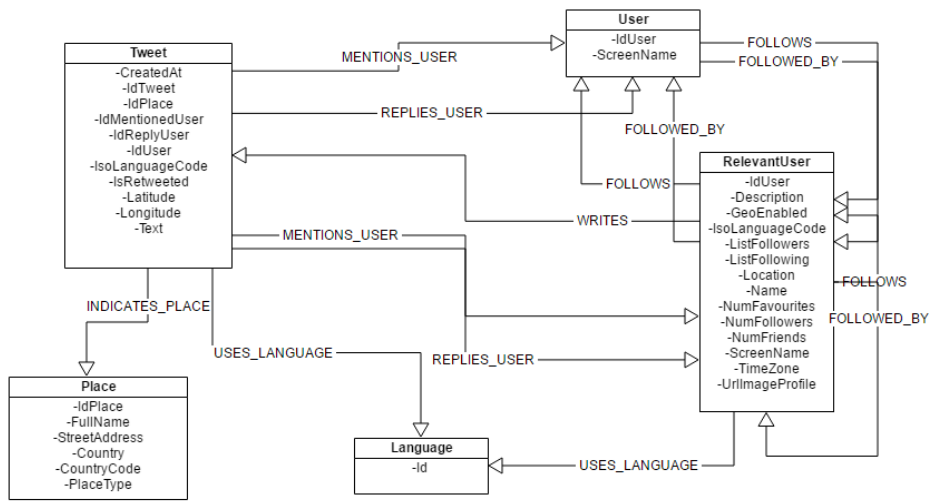 User
-IdUser
-ScreenName
Tweet
-CreatedAt
-IdTweet
-IdPlace
-IdMentionedUser
-IdReplyUser
-IdUser
-IsoLanguageCode
-IsRetweeted
-Latitude
-Longitude
-Text
MENTIONS_USER
REPLIES_USER
FOLLOWS
FOLLOWED_BY
FOLLOWED_BY
FOLLOWS
WRITES
MENTIONS_USER
RelevantUser
-IdUser
-Description
-GeoEnabled
-IsoLanguageCode
-ListFollowers
-ListFollowing
-Location
-Name
-NumFavourites
-NumFollowers
-NumFriends
-ScreenName
-TimeZone
-UrlImageProfile
FOLLOWS
FOLLOWED_BY
INDICATES_PLACE
USES_LANGUAGE
REPLIES_USER
Place
-IdPlace
-FullName
-StreetAddress
-Country
-CountryCode
-PlaceType
Language
-Id
USES_LANGUAGE